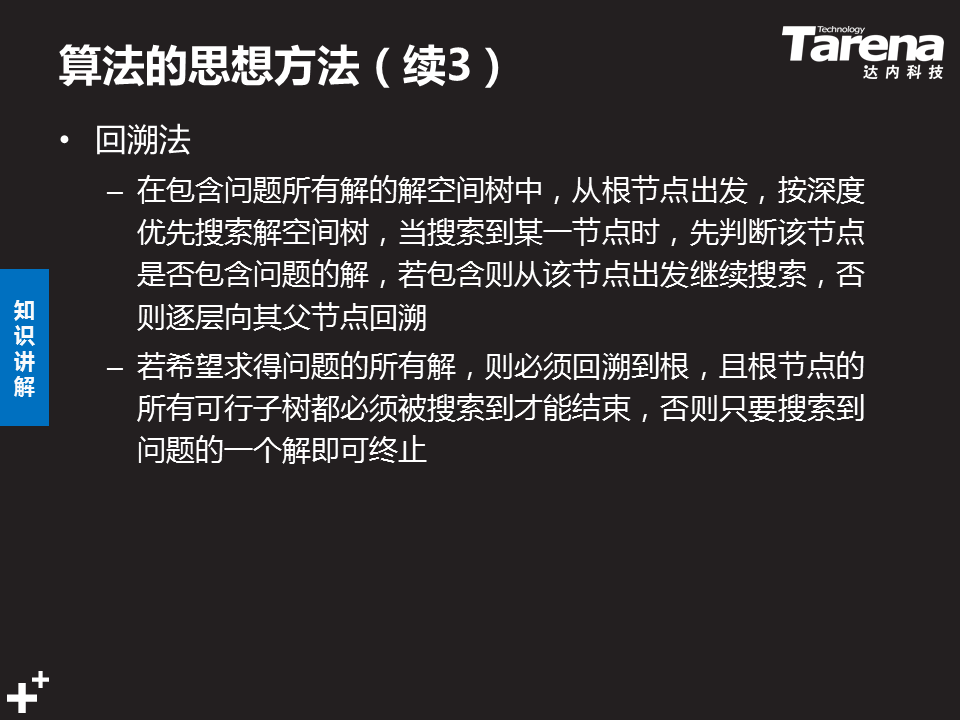 算法的思想方法（续3）
Technology
Tarena
达内科技
• 回溯法
– 在包含问题所有解的解空间树中，从根节点出发，按深度
优先搜索解空间树，当搜索到某一节点时，先判断该节点
是否包含问题的解，若包含则从该节点出发继续搜索，否
则逐层向其父节点回溯
– 若希望求得问题的所有解，则必须回溯到根，且根节点的
所有可行子树都必须被搜索到才能结束，否则只要搜索到
问题的一个解即可终止
知
识
讲
解